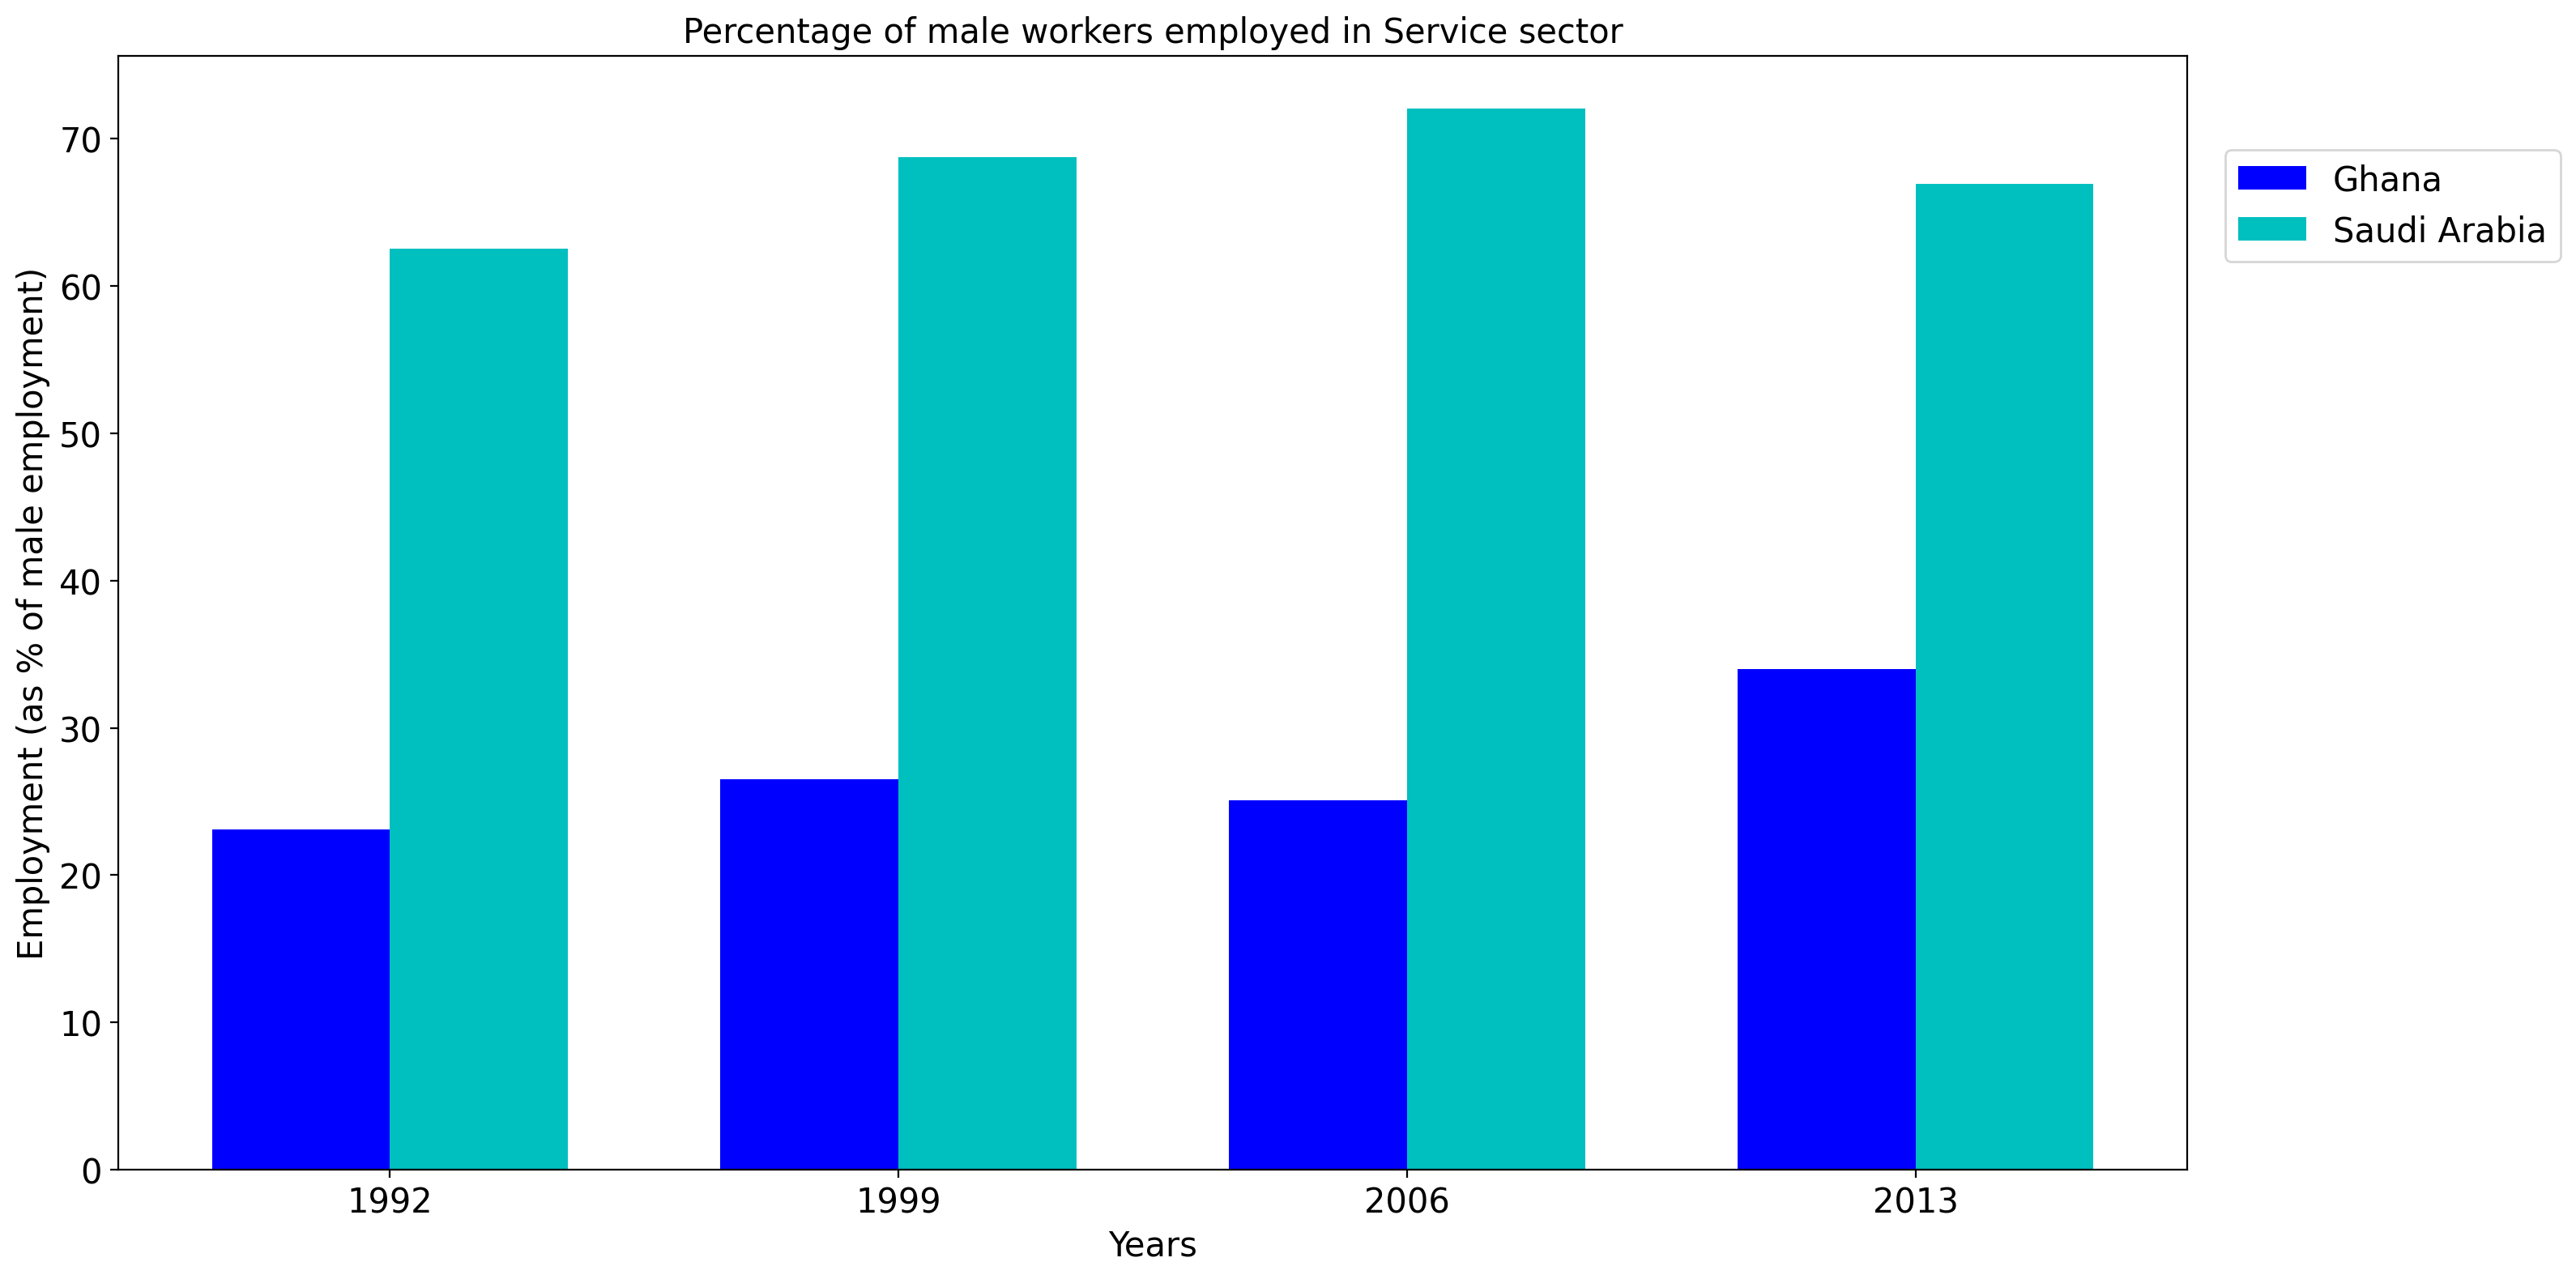 Percentage of male workers employed in Service sector
Employment (as % of male employment)
70
60
50
40
30
20
10
0
1992 1999 2006 2013
Years
Ghana
Saudi Arabia